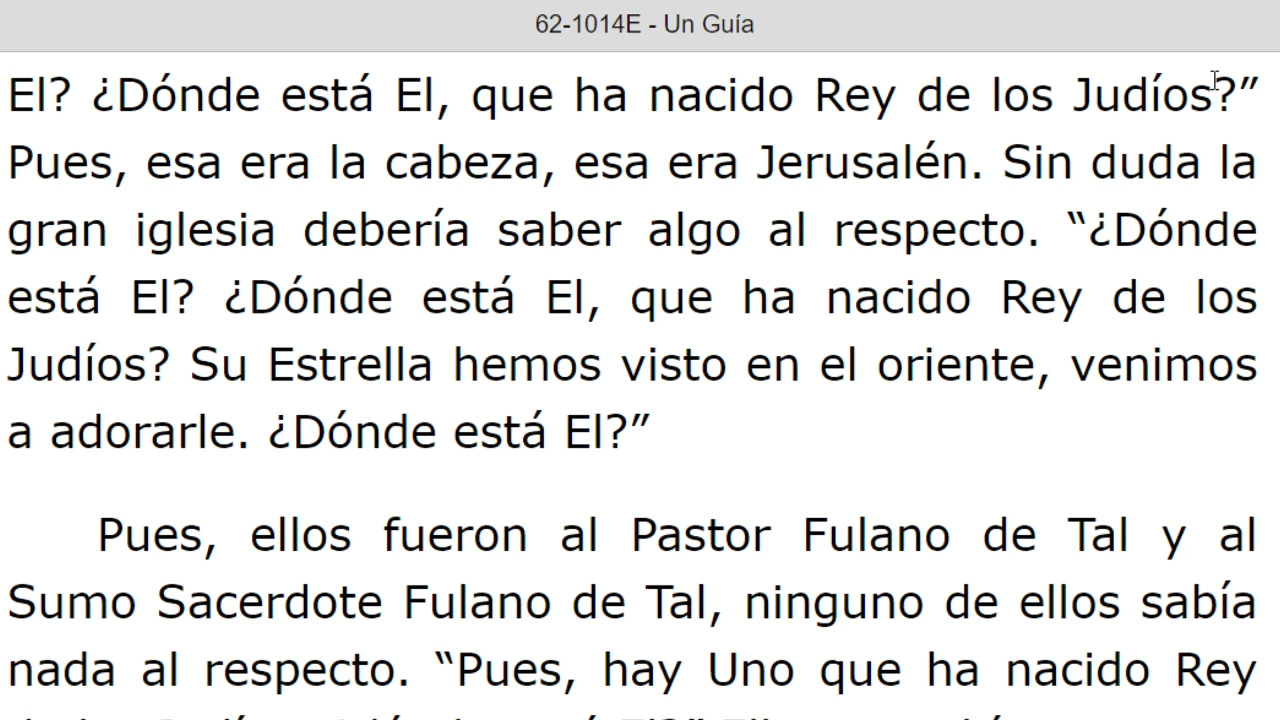 62-1014E - Un Guía
El? ¿Dónde está El, que ha nacido Rey de los Judíos?”
Pues, esa era la cabeza, esa era Jerusalén. Sin duda la
gran iglesia debería saber algo al respecto. “¿Dónde
está El? ¿Dónde está El, que ha nacido Rey de los
Judíos? Su Estrella hemos visto en el oriente, venimos
a adorarle. ¿Dónde está El?”
Pues, ellos fueron al Pastor Fulano de Tal y al
Sumo Sacerdote Fulano de Tal, ninguno de ellos sabía
nada al respecto. “Pues, hay Uno que ha nacido Rey